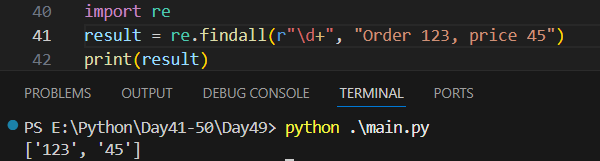 40 import re
41 result = re.findall(r"\d+", "Order 123, price 45")
42 print(result)
PROBLEMS OUTPUT DEBUG CONSOLE TERMINAL PORTS
PS E:\Python\Day41-50\Day49> python .\main.py
['123', '45']